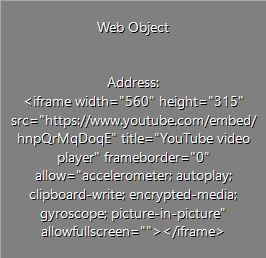 Web Object
Address:
<iframe width="560" height="315"
src="https://www.youtube.com/embed/
hnpQrMqDoqE" title="YouTube video
player" frameborder="0"
allow="accelerometer; autoplay;
clipboard-write; encrypted-media;
gyroscope; picture-in-picture"
allowfullscreen=""></iframe>